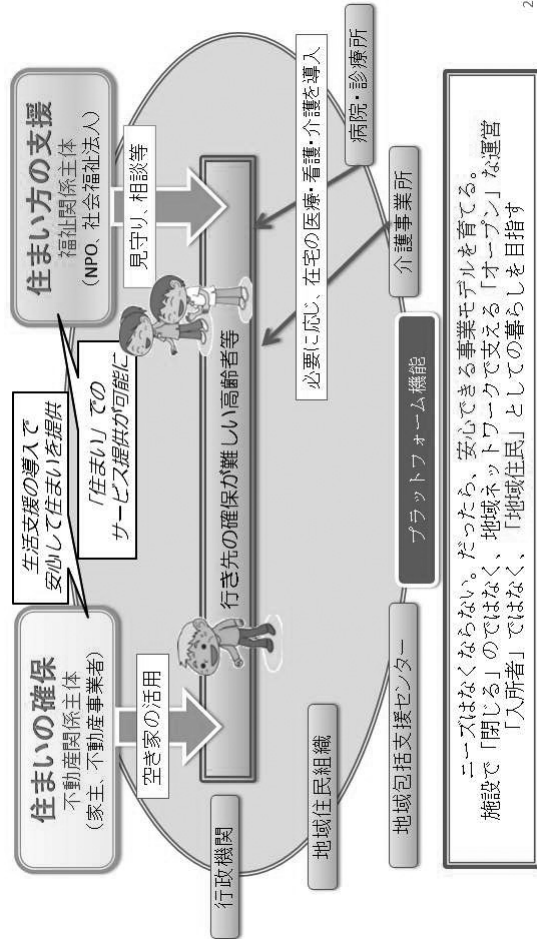 住まいの確保
不動産関係主体
（家主、不動産事業者）
生活支援の導入で
安心して住まいを提供
「住まい」での
サービス提供が可能に
住まい方の支援
福祉関係主体
（NPO、社会福祉法人）
空き家の活用
見守り、相談等
行き先の確保が難しい高齢者等
行政機関
地域住民組織
地域包括支援センター
プラットフォーム機能
必要に応じ、在宅の医療・看護・介護を導入
介護事業所
病院・診療所
ニーズはなくならない。だったら、安心できる事業モデルを育てる。
施設で「閉じる」のではなく、地域ネットワークで支える「オープン」な運営
「入所者」ではなく、「地域住民」としての暮らしを目指す
2